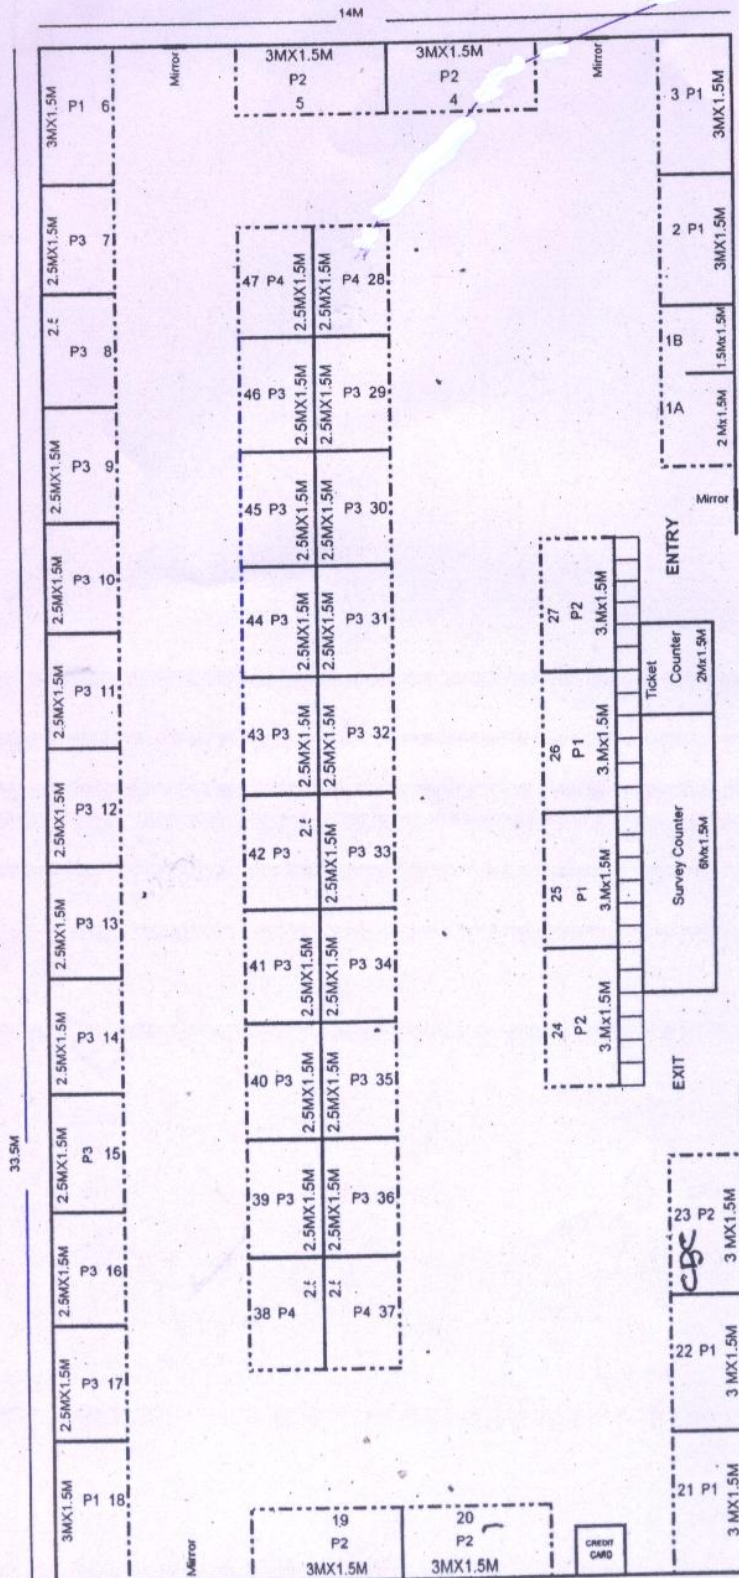 14M
33.5M
Mirror
Mirror
3MX1.5M
P2
5
3MX1.5M
P2
4
3MX1.5M
P1 6
2.5MX1.5M
P3 7
P3 8
2.5MX1.5M
P3 9
2.5MX1.5M
P3 10
2.5MX1.5M
P3 11
2.5MX1.5M
P3 12
2.5MX1.5M
P3 13
2.5MX1.5M
P3 14
2.5MX1.5M
P3 15
2.5MX1.5M
P3 16
2.5MX1.5M
P3 17
3MX1.5M
P1 18
Mirror
47 P4
2.5MX1.5M
2.5MX1.5M
P4 28
46 P3
2.5MX1.5M
2.5MX1.5M
P3 29
45 P3
2.5MX1.5M
2.5MX1.5M
P3 30
44 P3
2.5MX1.5M
2.5MX1.5M
P3 31
43 P3
2.5MX1.5M
2.5MX1.5M
P3 32
42 P3
2.5MX1.5M
P3 33
41 P3
2.5MX1.5M
2.5MX1.5M
P3 34
40 P3
2.5MX1.5M
2.5MX1.5M
P3 35
39 P3
2.5MX1.5M
2.5MX1.5M
P3 36
38 P4
P4 37
19
P2
3MX1.5M
20
P2
3MX1.5M
CREDIT
CARD
3 P1
3MX1.5M
2 P1
3MX1.5M
1B
1.5Mx1.5M
1A
2 Mx1.5M
Mirror
ENTRY
27
P2
3.Mx1.5M
26
P1
3.Mx1.5M
25
P1
3.Mx1.5M
24
P2
3.Mx1.5M
Ticket
Counter
2Mx1.5M
Survey Counter
6Mx1.5M
EXIT
23 P2
CBC
3 MX1.5M
22 P1
3 MX1.5M
21 P1
3 MX1.5M